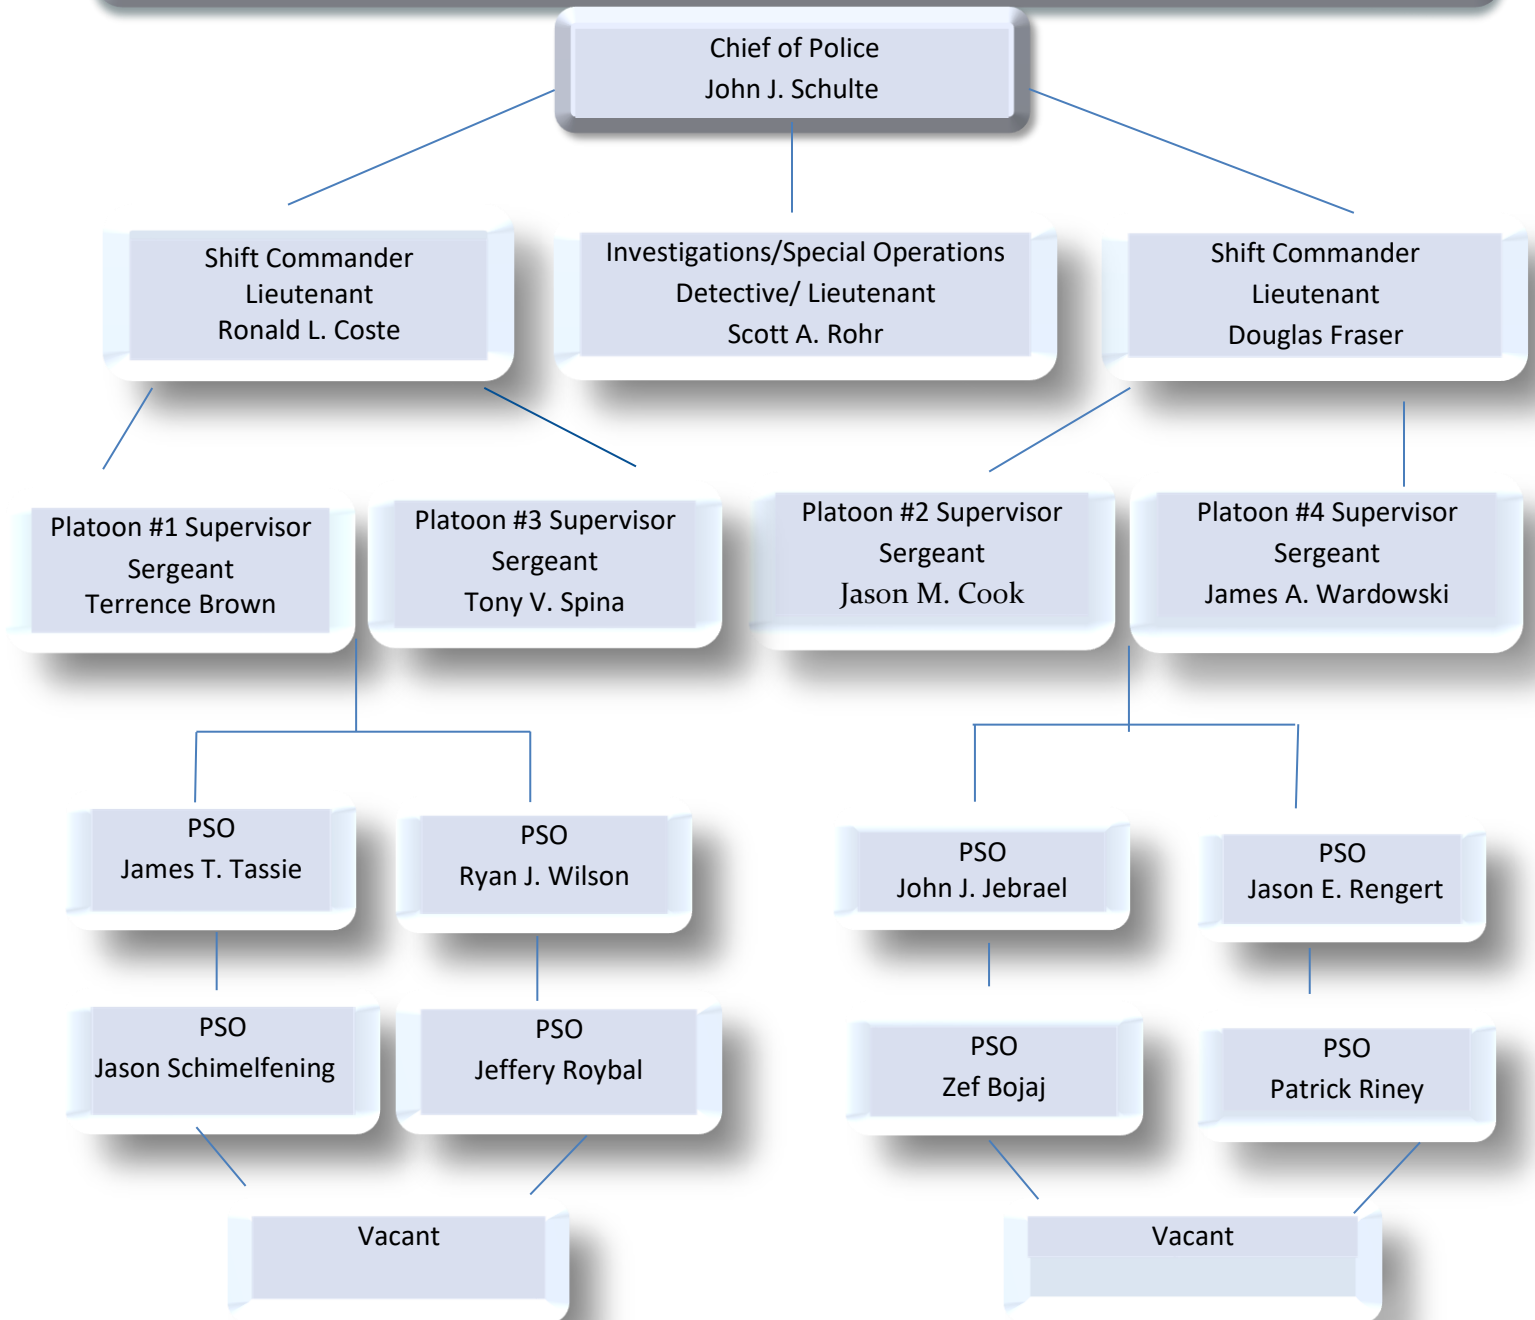 Chief of Police
John J. Schulte
Shift Commander
Lieutenant
Ronald L. Coste
Investigations/Special Operations
Detective/ Lieutenant
Scott A. Rohr
Shift Commander
Lieutenant
Douglas Fraser
Platoon #1 Supervisor
Sergeant
Terrence Brown
Platoon #3 Supervisor
Sergeant
Tony V. Spina
Platoon #2 Supervisor
Sergeant
Jason M. Cook
Platoon #4 Supervisor
Sergeant
James A. Wardowski
PSO
James T. Tassie
PSO
Ryan J. Wilson
PSO
John J. Jebrael
PSO
Jason E. Rengert
PSO
Jason Schimelfening
PSO
Jeffery Roybal
PSO
Zef Bojaj
PSO
Patrick Riney
Vacant
Vacant